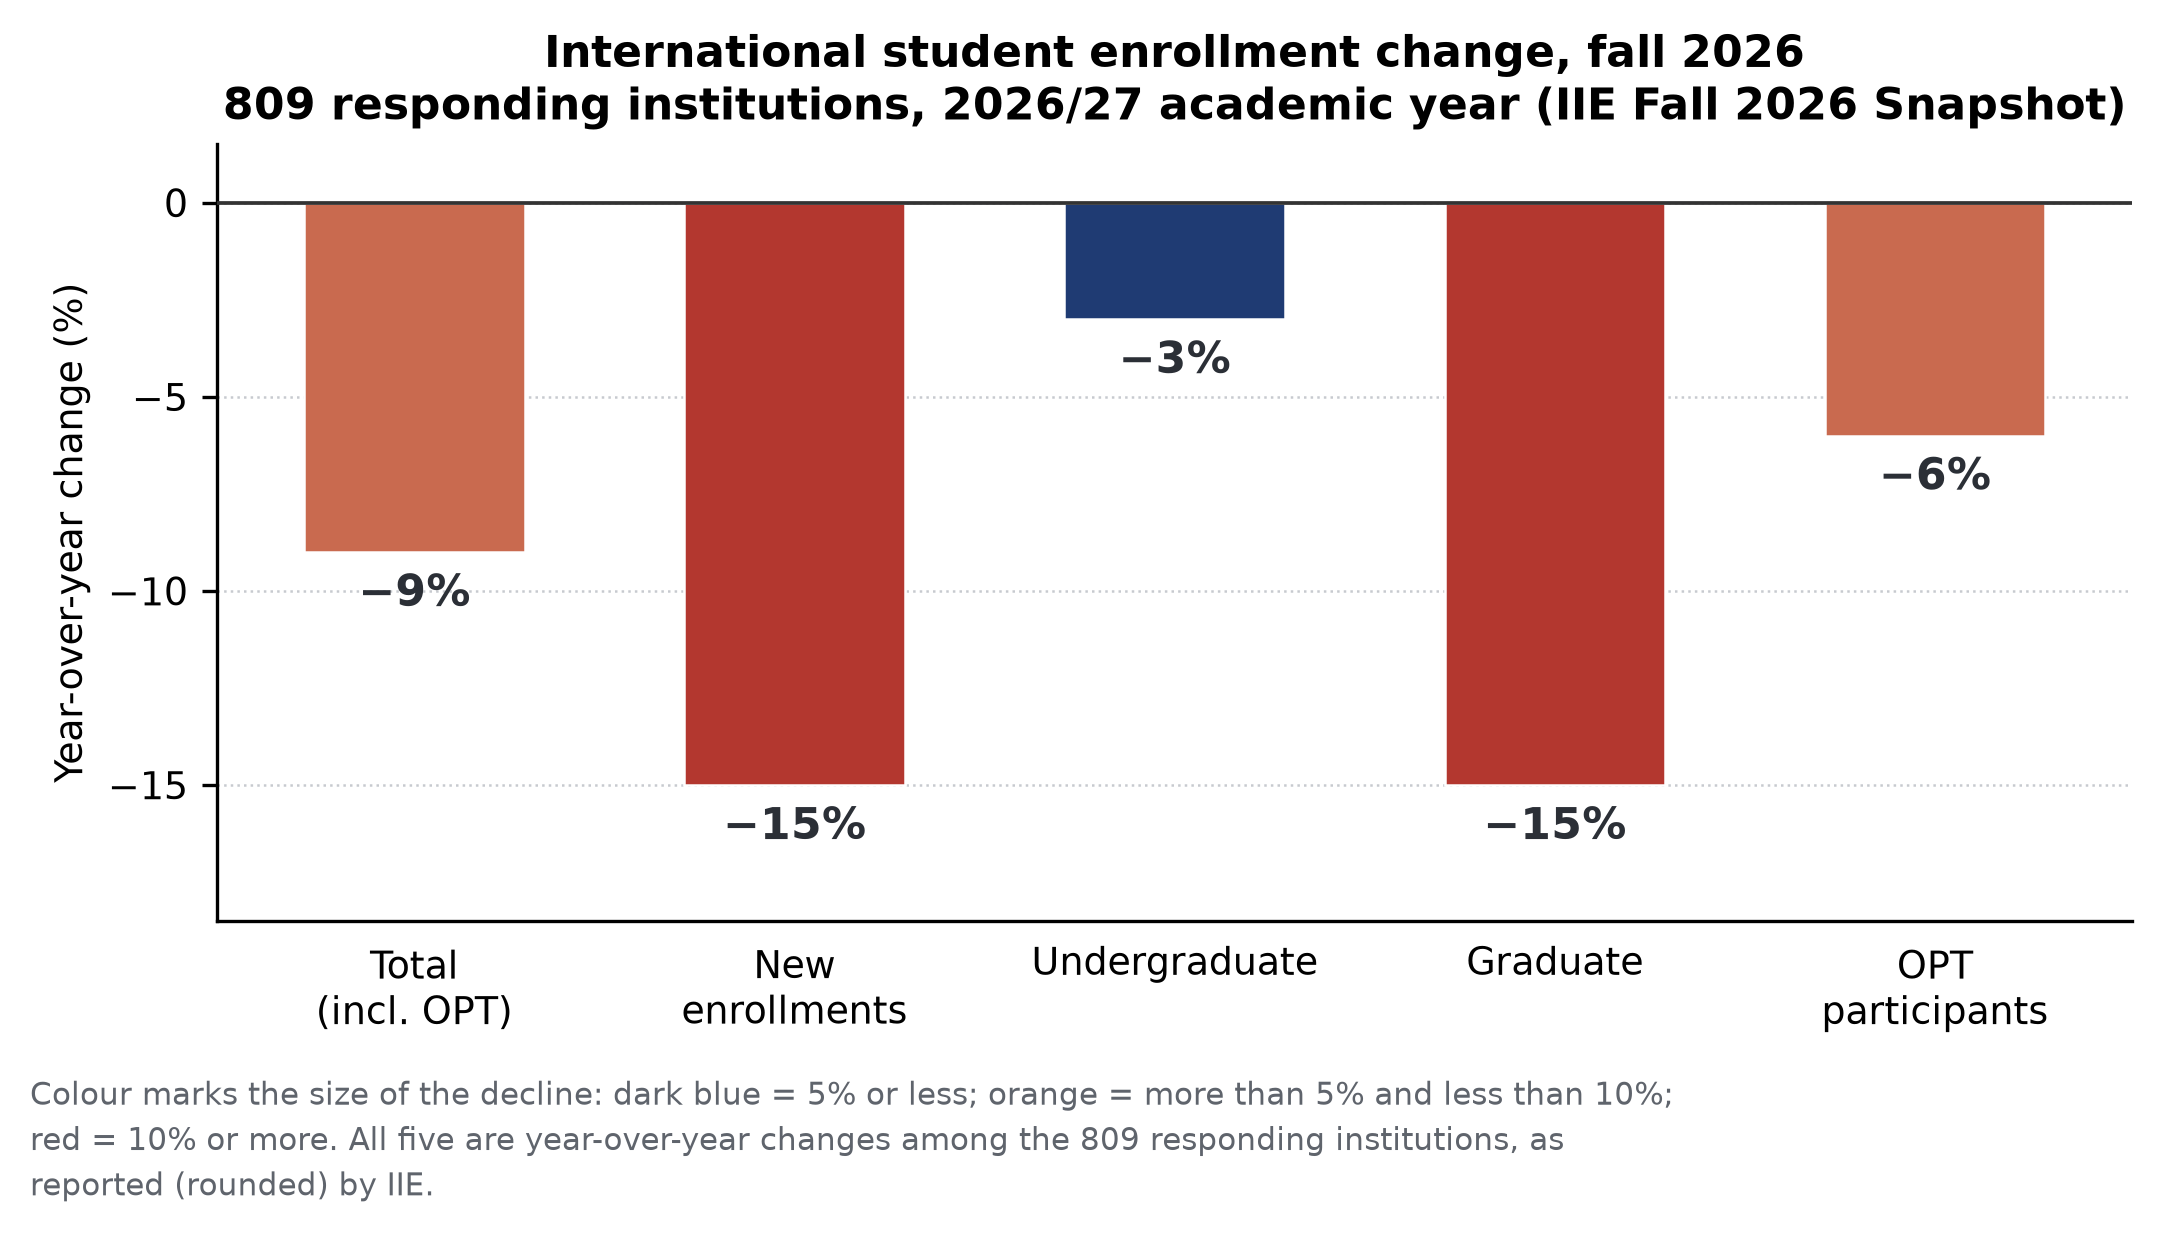 International student enrollment change, fall 2026
809 responding institutions, 2026/27 academic year (IIE Fall 2026 Snapshot)
Year-over-year change (%)
0
−5
−10
−15
−9%
−15%
−3%
−15%
−6%
Total
(incl. OPT)
New
enrollments
Undergraduate
Graduate
OPT
participants
Colour marks the size of the decline: dark blue = 5% or less; orange = more than 5% and less than 10%;
red = 10% or more. All five are year-over-year changes among the 809 responding institutions, as
reported (rounded) by IIE.